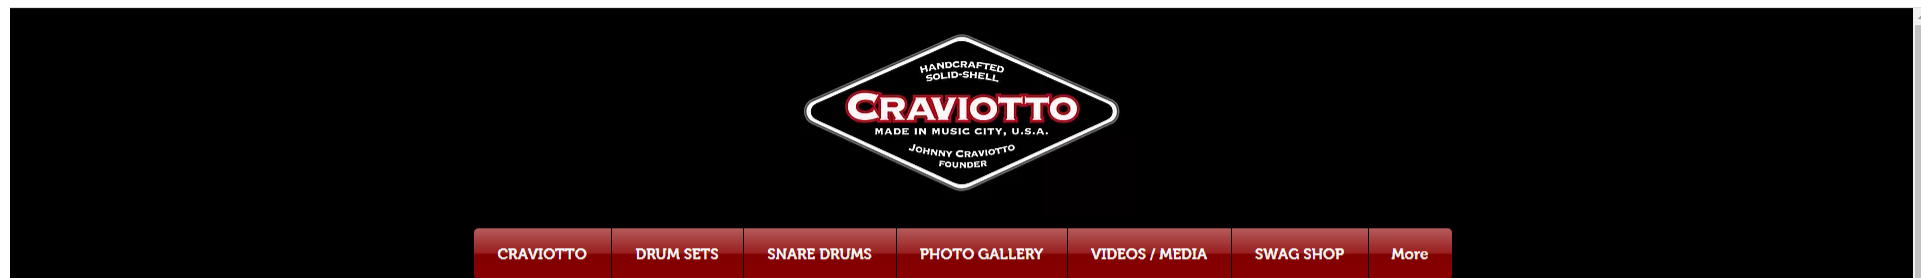 HANDCRAFTED
SOLID-SHELL
CRAVIOTTO
MADE IN MUSIC CITY, U.S.A.
JOHNNY CRAVIOTTO
FOUNDER
CRAVIOTTO DRUM SETS SNARE DRUMS PHOTO GALLERY VIDEOS / MEDIA SWAG SHOP More